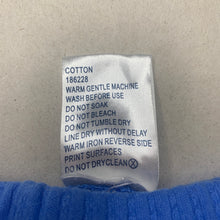 COTTON
186228
WARM GENTLE MACHINE
WASH BEFORE USE
DO NOT SOAK
DO NOT BLEACH
DO NOT TUMBLE DRY
LINE DRY WITHOUT DELAY
WARM IRON REVERSE SIDE
PRINT SURFACES
DO NOT DRYCLEAN